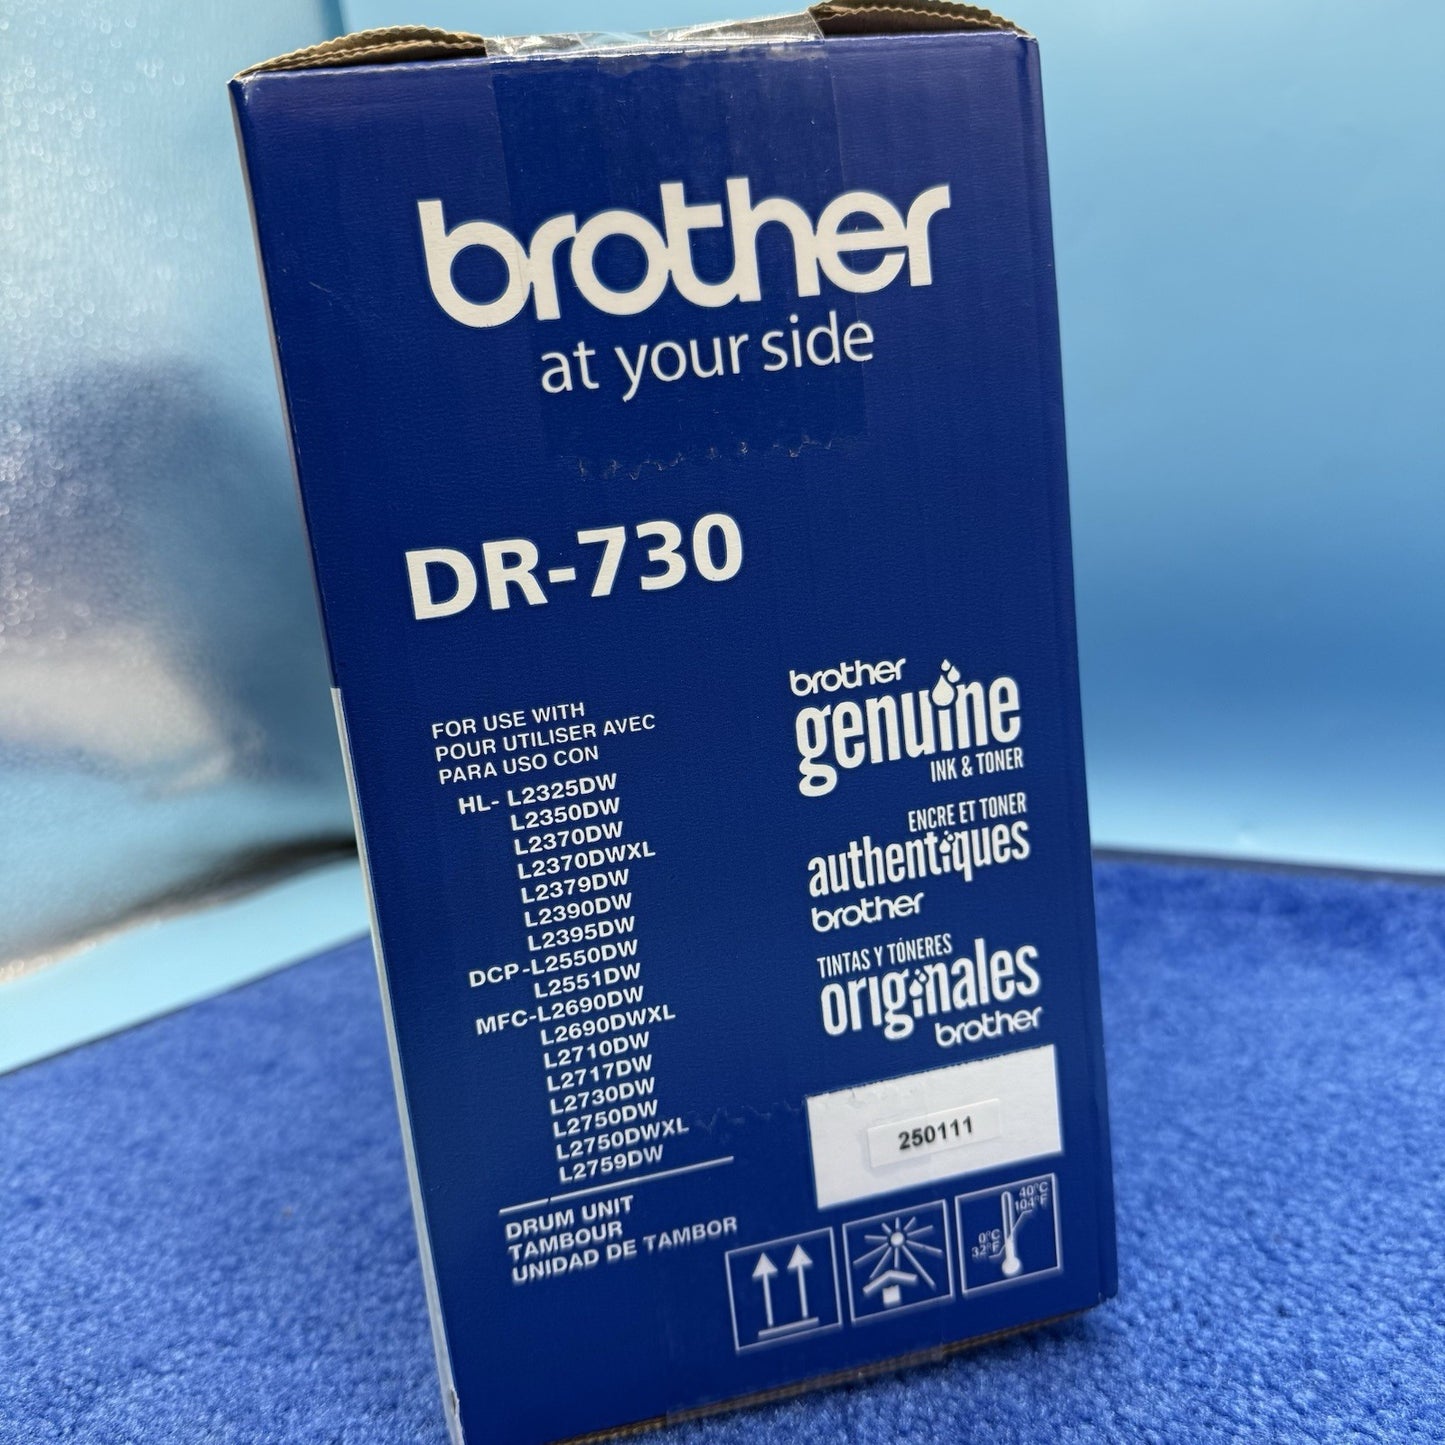 brother
at your side
DR-730
FOR USE WITH
POUR UTILISER AVEC
PARA USO CON
HL- L2325DW
L2350DW
L2370DW
L2370DWXL
L2379DW
L2390DW
L2395DW
DCP-L2550DW
L2551DW
MFC-L2690DW
L2690DWXL
L2710DW
L2717DW
L2730DW
L2750DW
L2750DWXL
L2759DW
DRUM UNIT
TAMBOUR
UNIDAD DE TAMBOR
brother
genuine
INK & TONER
ENCRE ET TONER
authentiques
brother
TINTAS Y TÓNERES
originales
brother
250111
40°C
104°F
0°C
32°F